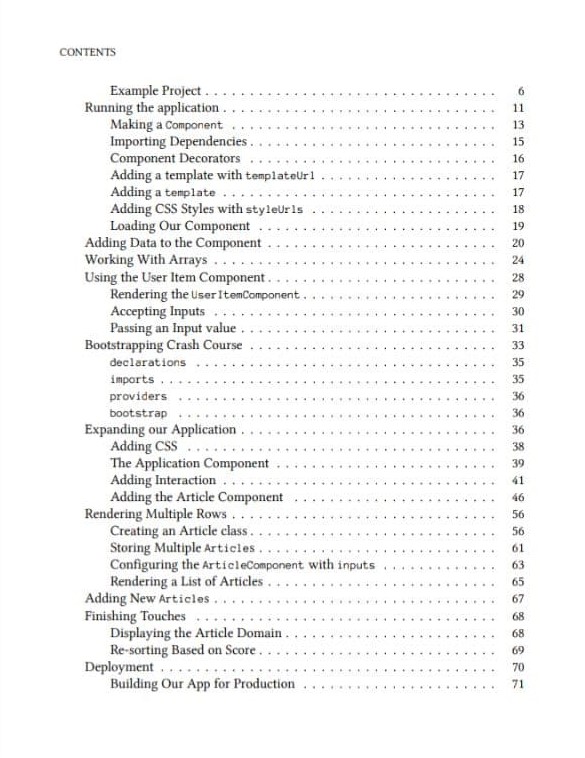 CONTENTS
Example Project . . . . . . . . . . . . . . . . . . . . . . . . . . . . . . . . . 6
Running the application . . . . . . . . . . . . . . . . . . . . . . . . . . . . . . . 11
Making a Component . . . . . . . . . . . . . . . . . . . . . . . . . . . . . . 13
Importing Dependencies . . . . . . . . . . . . . . . . . . . . . . . . . . . . 15
Component Decorators . . . . . . . . . . . . . . . . . . . . . . . . . . . . 16
Adding a template with templateUrl . . . . . . . . . . . . . . . . . . . . 17
Adding a template . . . . . . . . . . . . . . . . . . . . . . . . . . . . . . . 17
Adding CSS Styles with styleUrls . . . . . . . . . . . . . . . . . . . . . 18
Loading Our Component . . . . . . . . . . . . . . . . . . . . . . . . . . . 19
Adding Data to the Component . . . . . . . . . . . . . . . . . . . . . . . . . . 20
Working With Arrays . . . . . . . . . . . . . . . . . . . . . . . . . . . . . . . . 24
Using the User Item Component . . . . . . . . . . . . . . . . . . . . . . . . . . 28
Rendering the UserItemComponent . . . . . . . . . . . . . . . . . . . . . . 29
Accepting Inputs . . . . . . . . . . . . . . . . . . . . . . . . . . . . . . . . 30
Passing an Input value . . . . . . . . . . . . . . . . . . . . . . . . . . . . . 31
Bootstrapping Crash Course . . . . . . . . . . . . . . . . . . . . . . . . . . . . 33
declarations . . . . . . . . . . . . . . . . . . . . . . . . . . . . . . . . . . 35
imports . . . . . . . . . . . . . . . . . . . . . . . . . . . . . . . . . . . . . . 35
providers . . . . . . . . . . . . . . . . . . . . . . . . . . . . . . . . . . . . 36
bootstrap . . . . . . . . . . . . . . . . . . . . . . . . . . . . . . . . . . . . 36
Expanding our Application . . . . . . . . . . . . . . . . . . . . . . . . . . . . . 36
Adding CSS . . . . . . . . . . . . . . . . . . . . . . . . . . . . . . . . . . . 38
The Application Component . . . . . . . . . . . . . . . . . . . . . . . . . 39
Adding Interaction . . . . . . . . . . . . . . . . . . . . . . . . . . . . . . . 41
Adding the Article Component . . . . . . . . . . . . . . . . . . . . . . . 46
Rendering Multiple Rows . . . . . . . . . . . . . . . . . . . . . . . . . . . . . . 56
Creating an Article class . . . . . . . . . . . . . . . . . . . . . . . . . . . . 56
Storing Multiple Articles . . . . . . . . . . . . . . . . . . . . . . . . . . . 61
Configuring the ArticleComponent with inputs . . . . . . . . . . . . . 63
Rendering a List of Articles . . . . . . . . . . . . . . . . . . . . . . . . . . 65
Adding New Articles . . . . . . . . . . . . . . . . . . . . . . . . . . . . . . . . 67
Finishing Touches . . . . . . . . . . . . . . . . . . . . . . . . . . . . . . . . . . 68
Displaying the Article Domain . . . . . . . . . . . . . . . . . . . . . . . . 68
Re-sorting Based on Score . . . . . . . . . . . . . . . . . . . . . . . . . . . 69
Deployment . . . . . . . . . . . . . . . . . . . . . . . . . . . . . . . . . . . . . . 70
Building Our App for Production . . . . . . . . . . . . . . . . . . . . . . 71